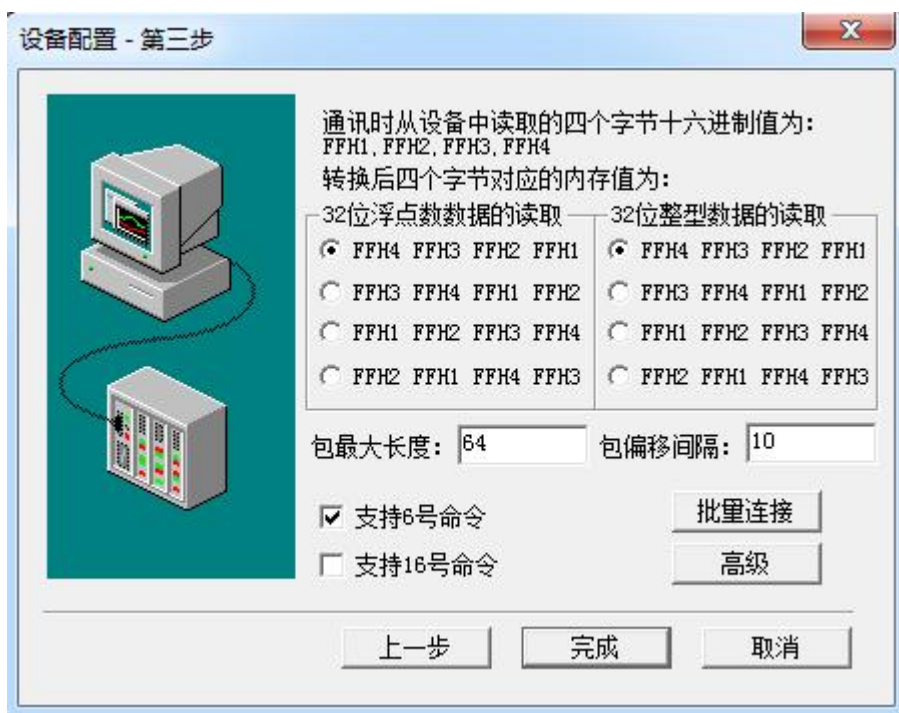 设备配置 - 第三步
通讯时从设备中读取的四个字节十六进制值为：
FFH1, FFH2, FFH3, FFH4
转换后四个字节对应的内存值为：
32位浮点数数据的读取 32位整型数据的读取
FFH4 FFH3 FFH2 FFH1 FFH4 FFH3 FFH2 FFH1
FFH3 FFH4 FFH1 FFH2 FFH3 FFH4 FFH1 FFH2
FFH1 FFH2 FFH3 FFH4 FFH1 FFH2 FFH3 FFH4
FFH2 FFH1 FFH4 FFH3 FFH2 FFH1 FFH4 FFH3
包最大长度： 64 包偏移间隔： 10
支持6号命令 批量连接
支持16号命令 高级
上一步 完成 取消